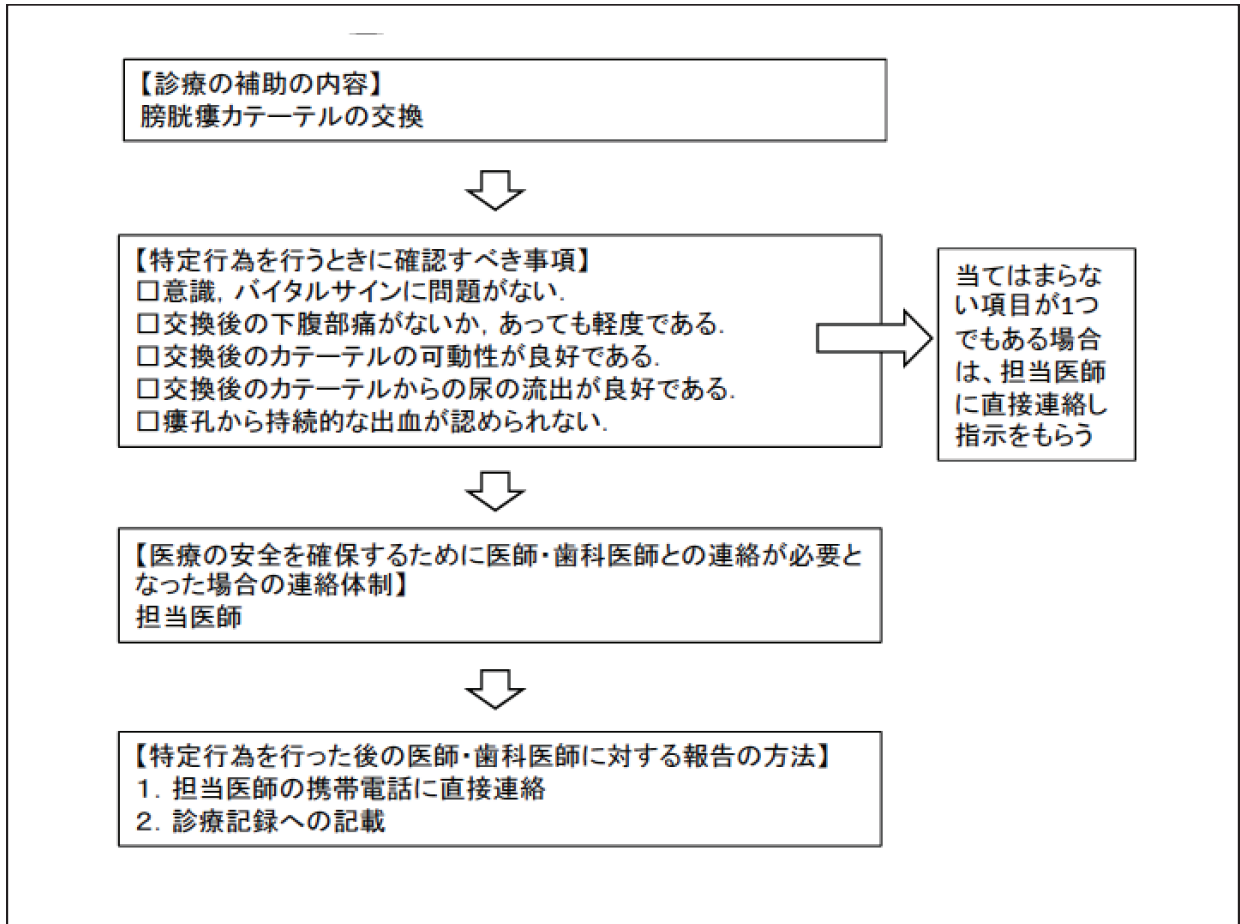 【診療の補助の内容】
膀胱瘻カテーテルの交換
【特定行為を行うときに確認すべき事項】
□意識，バイタルサインに問題がない．
□交換後の下腹部痛がないか，あっても軽度である．
□交換後のカテーテルの可動性が良好である．
□交換後のカテーテルからの尿の流出が良好である．
□瘻孔から持続的な出血が認められない．
当てはまらな
い項目が1つ
でもある場合
は、担当医師
に直接連絡し
指示をもらう
【医療の安全を確保するために医師・歯科医師との連絡が必要と
なった場合の連絡体制】
担当医師
【特定行為を行った後の医師・歯科医師に対する報告の方法】
１．担当医師の携帯電話に直接連絡
２．診療記録への記載